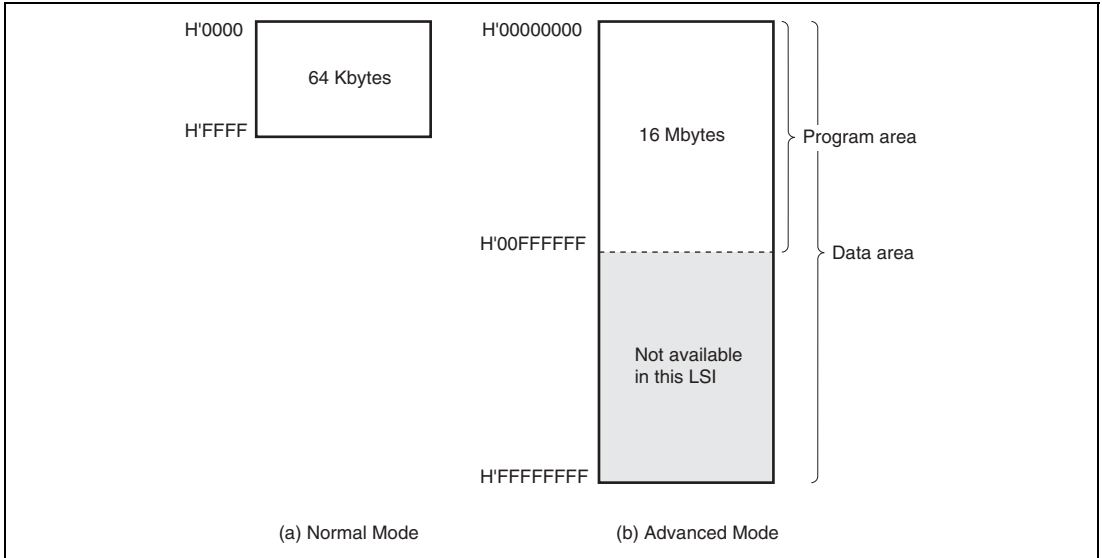 H'0000
64 Kbytes
H'FFFF
(a) Normal Mode
H'00000000
16 Mbytes
Program area
H'00FFFFFF
Data area
Not available
in this LSI
H'FFFFFFFF
(b) Advanced Mode